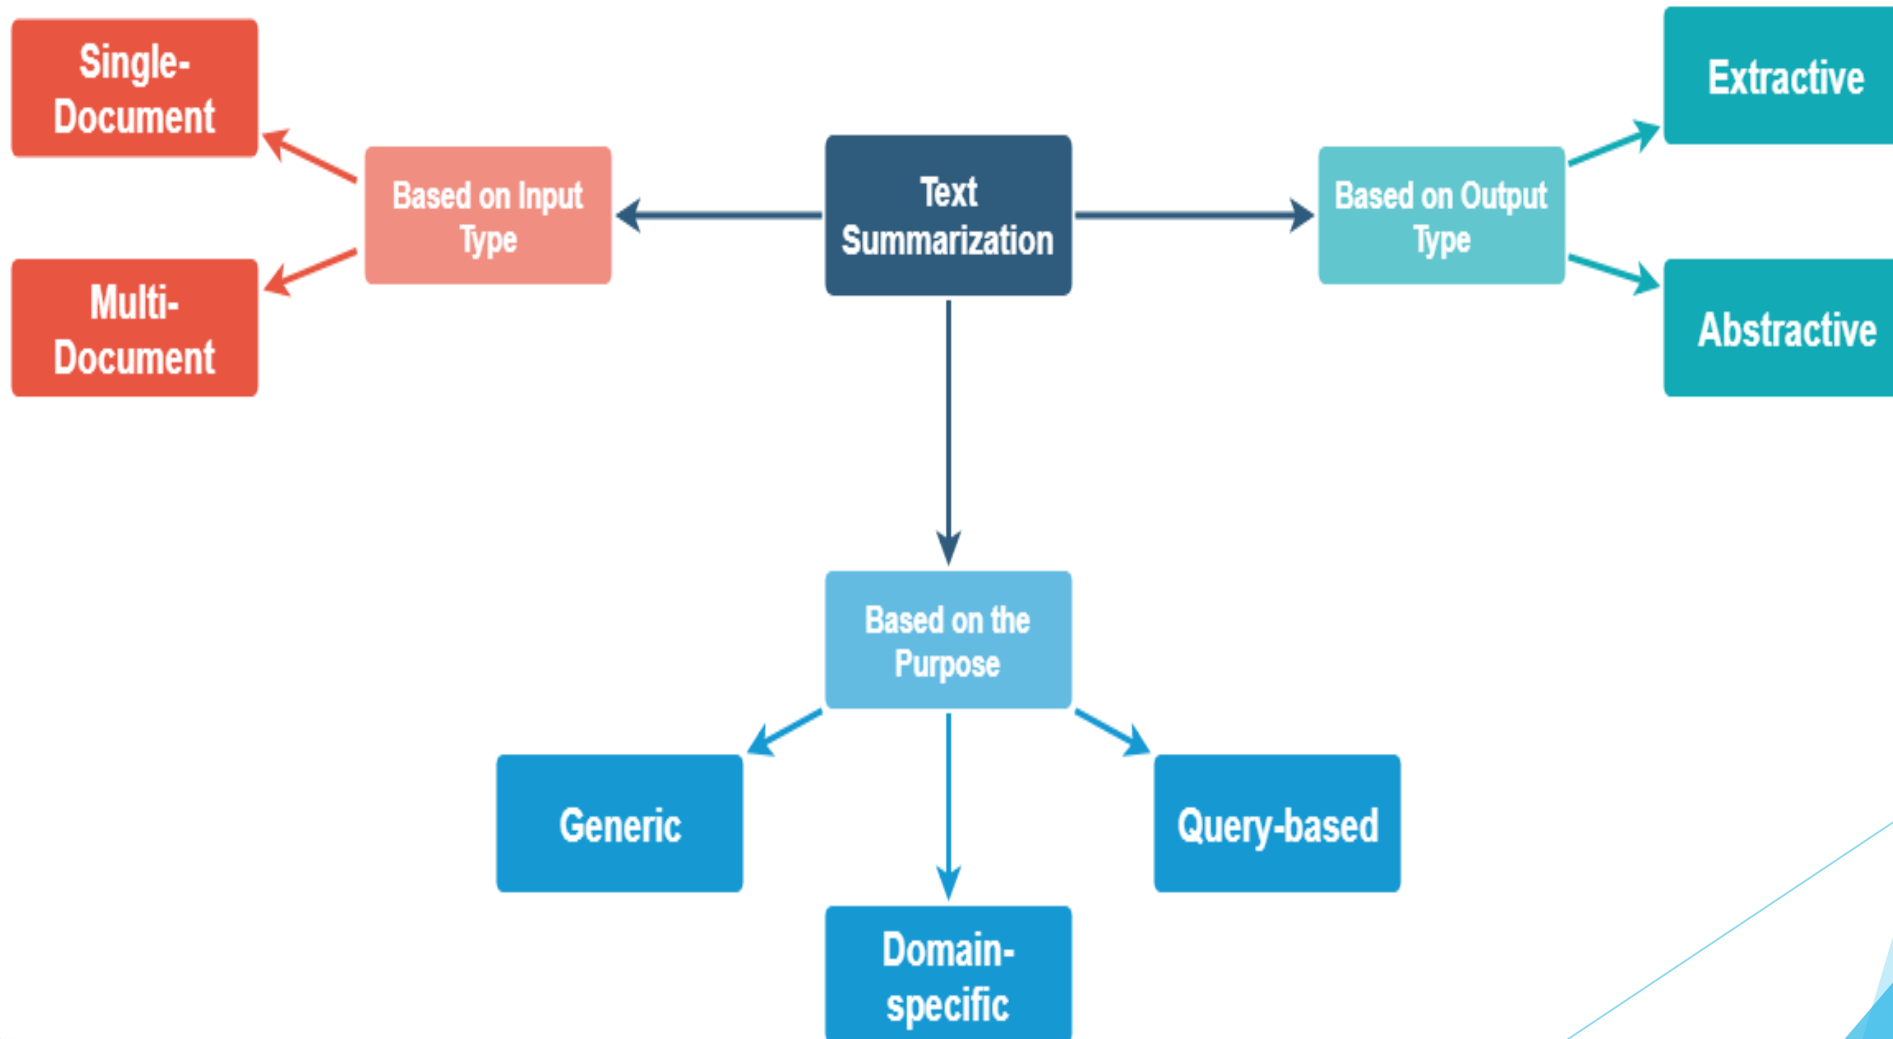 Single-
Document
Multi-
Document
Based on Input
Type
Text
Summarization
Based on Output
Type
Extractive
Abstractive
Based on the
Purpose
Generic
Domain-
specific
Query-based